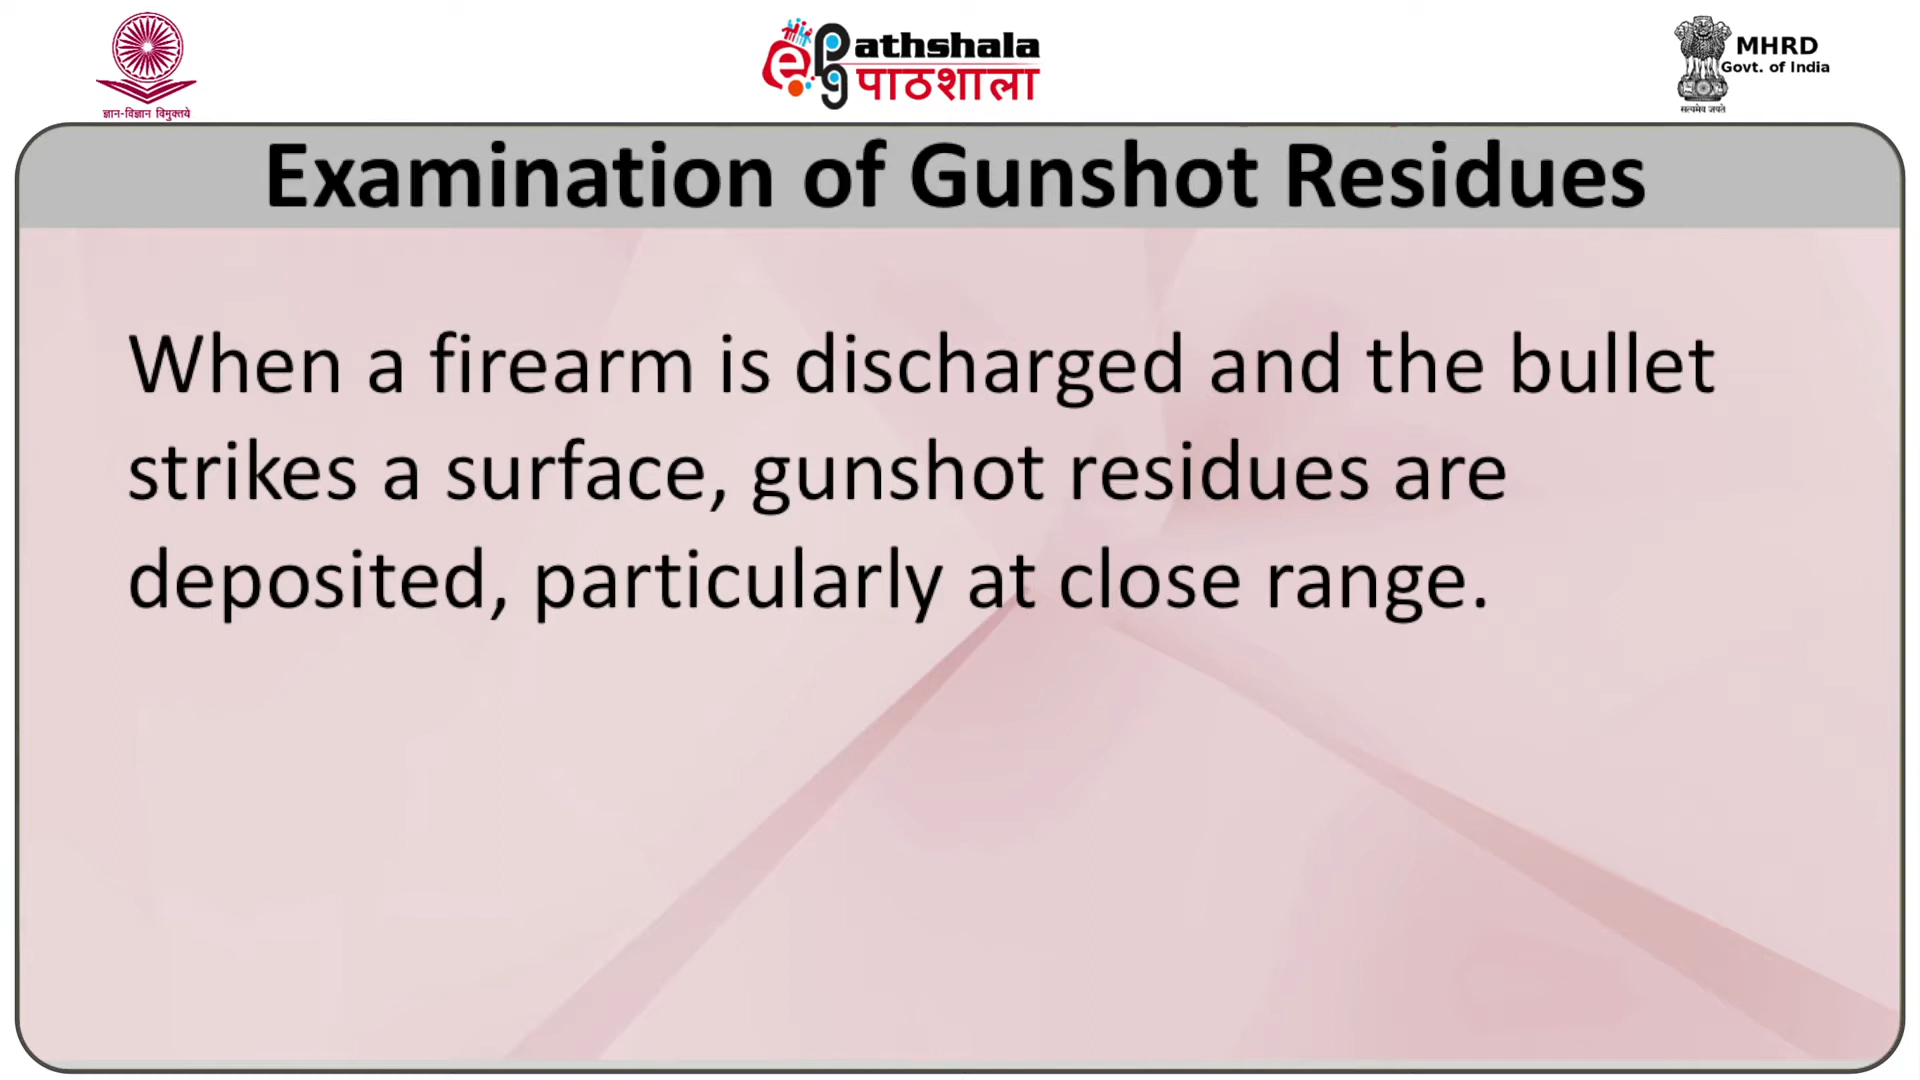 ज्ञान-विज्ञान विमुक्तये
ePGathshala
पाठशाला
MHRD
Govt. of India
सत्यमेव जयते
Examination of Gunshot Residues
When a firearm is discharged and the bullet
strikes a surface, gunshot residues are
deposited, particularly at close range.